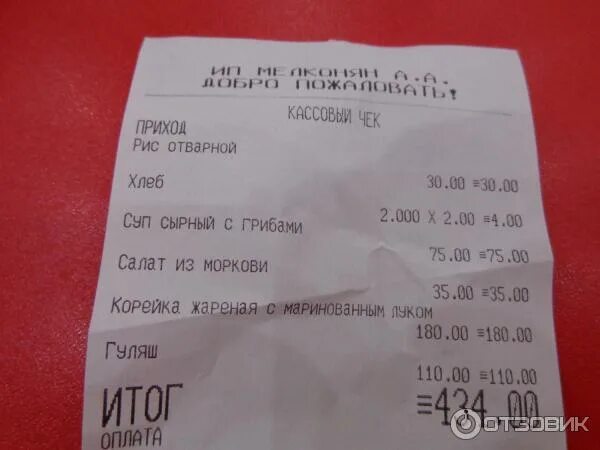 ИП МЕЛКОНЯН А.А.
ДОБРО ПОЖАЛОВАТЬ!
КАССОВЫЙ ЧЕК
ПРИХОД
РИС ОТВАРНОЙ
30.00 ≡30.00
ХЛЕБ
2.000 X 2.00 ≡4.00
СУП СЫРНЫЙ С ГРИБАМИ
75.00 ≡75.00
САЛАТ ИЗ МОРКОВИ
35.00 ≡35.00
КОРЕЙКА ЖАРЕНАЯ С МАРИНОВАННЫМ ЛУКОМ
180.00 ≡180.00
ГУЛЯШ
110.00 ≡110.00
ИТОГ ≡434.00
ОПЛАТА
ОТЗОВИК